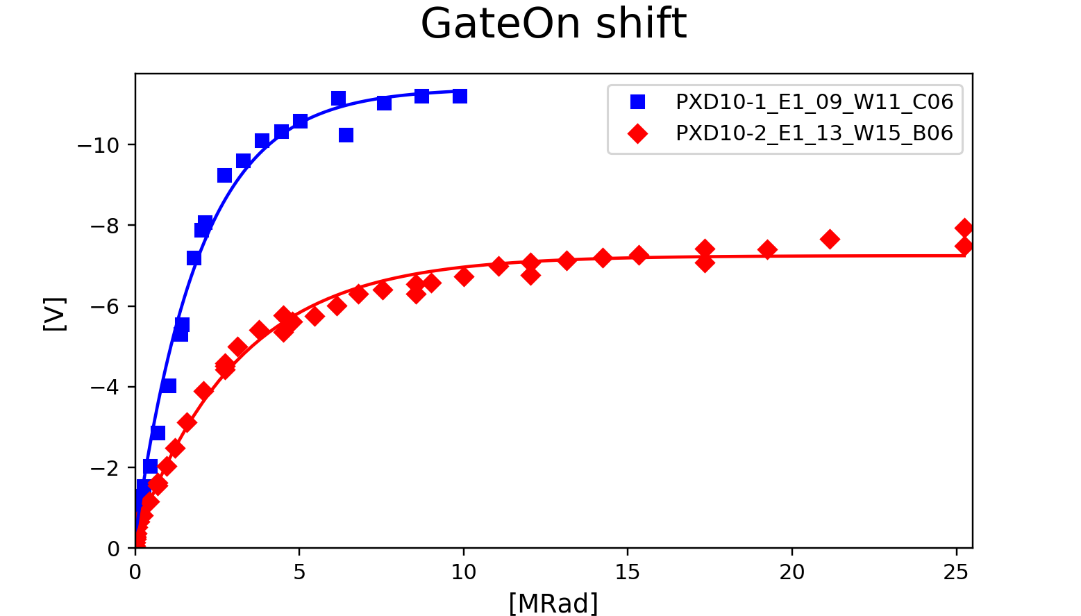 GateOn shift
PXD10-1_E1_09_W11_C06
PXD10-2_E1_13_W15_B06
−10
−8
−6
−4
−2
0
[V]
0 5 10 15 20 25
[MRad]